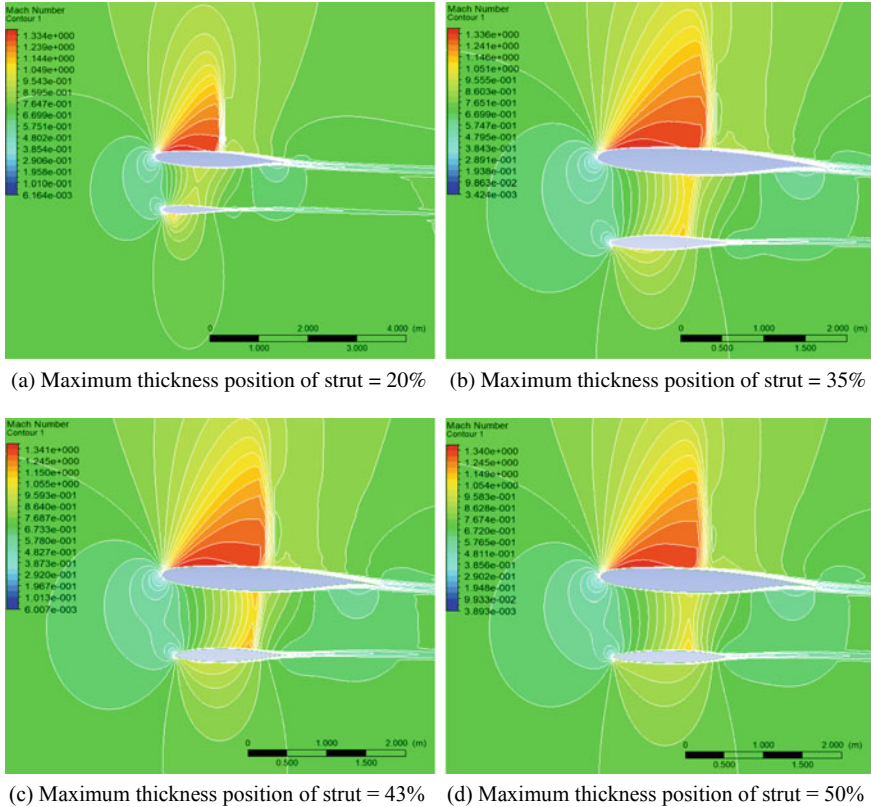 Mach Number
Contour 1
1.334e+000
1.239e+000
1.144e+000
1.049e+000
9.543e-001
8.595e-001
7.647e-001
6.699e-001
5.751e-001
4.802e-001
3.854e-001
2.906e-001
1.958e-001
1.010e-001
6.164e-003
0 2.000 4.000 (m)
1.000 3.000
(a) Maximum thickness position of strut = 20%
Mach Number
Contour 1
1.336e+000
1.241e+000
1.146e+000
1.051e+000
9.555e-001
8.603e-001
7.651e-001
6.699e-001
5.747e-001
4.795e-001
3.843e-001
2.891e-001
1.938e-001
9.863e-002
3.424e-003
0 1.000 2.000 (m)
0.500 1.500
(b) Maximum thickness position of strut = 35%
Mach Number
Contour 1
1.341e+000
1.245e+000
1.150e+000
1.055e+000
9.593e-001
8.640e-001
7.687e-001
6.733e-001
5.780e-001
4.827e-001
3.873e-001
2.920e-001
1.967e-001
1.013e-001
6.007e-003
0 1.000 2.000 (m)
0.500 1.500
(c) Maximum thickness position of strut = 43%
Mach Number
Contour 1
1.340e+000
1.245e+000
1.149e+000
1.054e+000
9.583e-001
8.628e-001
7.674e-001
6.720e-001
5.765e-001
4.811e-001
3.856e-001
2.902e-001
1.948e-001
9.933e-002
3.893e-003
0 1.000 2.000 (m)
0.500 1.500
(d) Maximum thickness position of strut = 50%